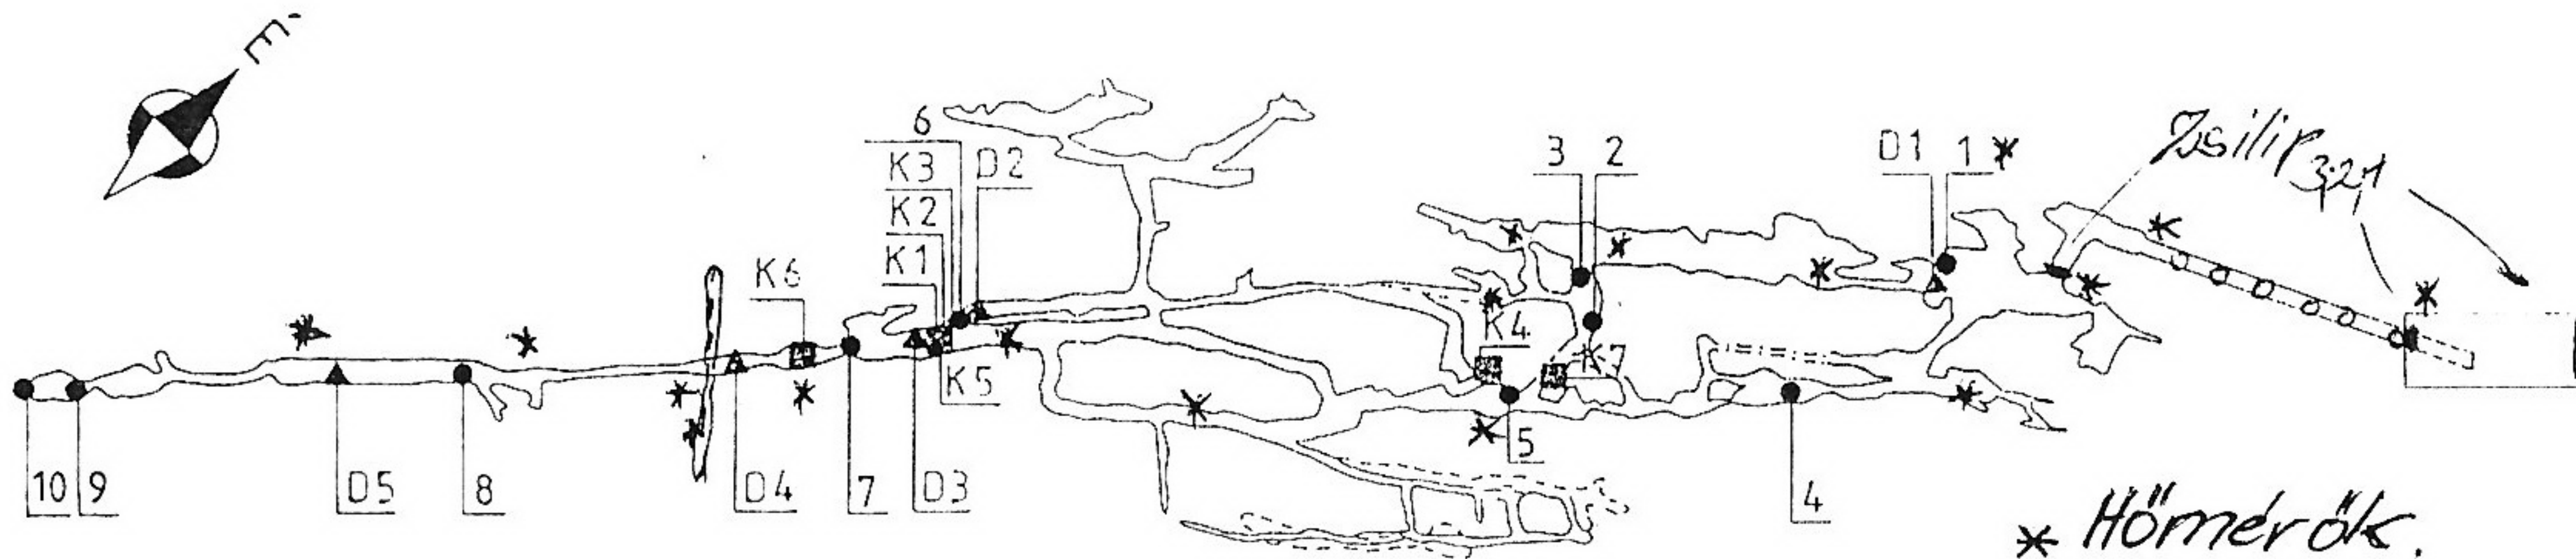 É
6
K3 D2
K2
K1
K6
3 2
D1 1
Zsilip 3,2,1
K4
K7
K5
10 9
D5
8
D4
7
D3
5
4
* Hőmérők.